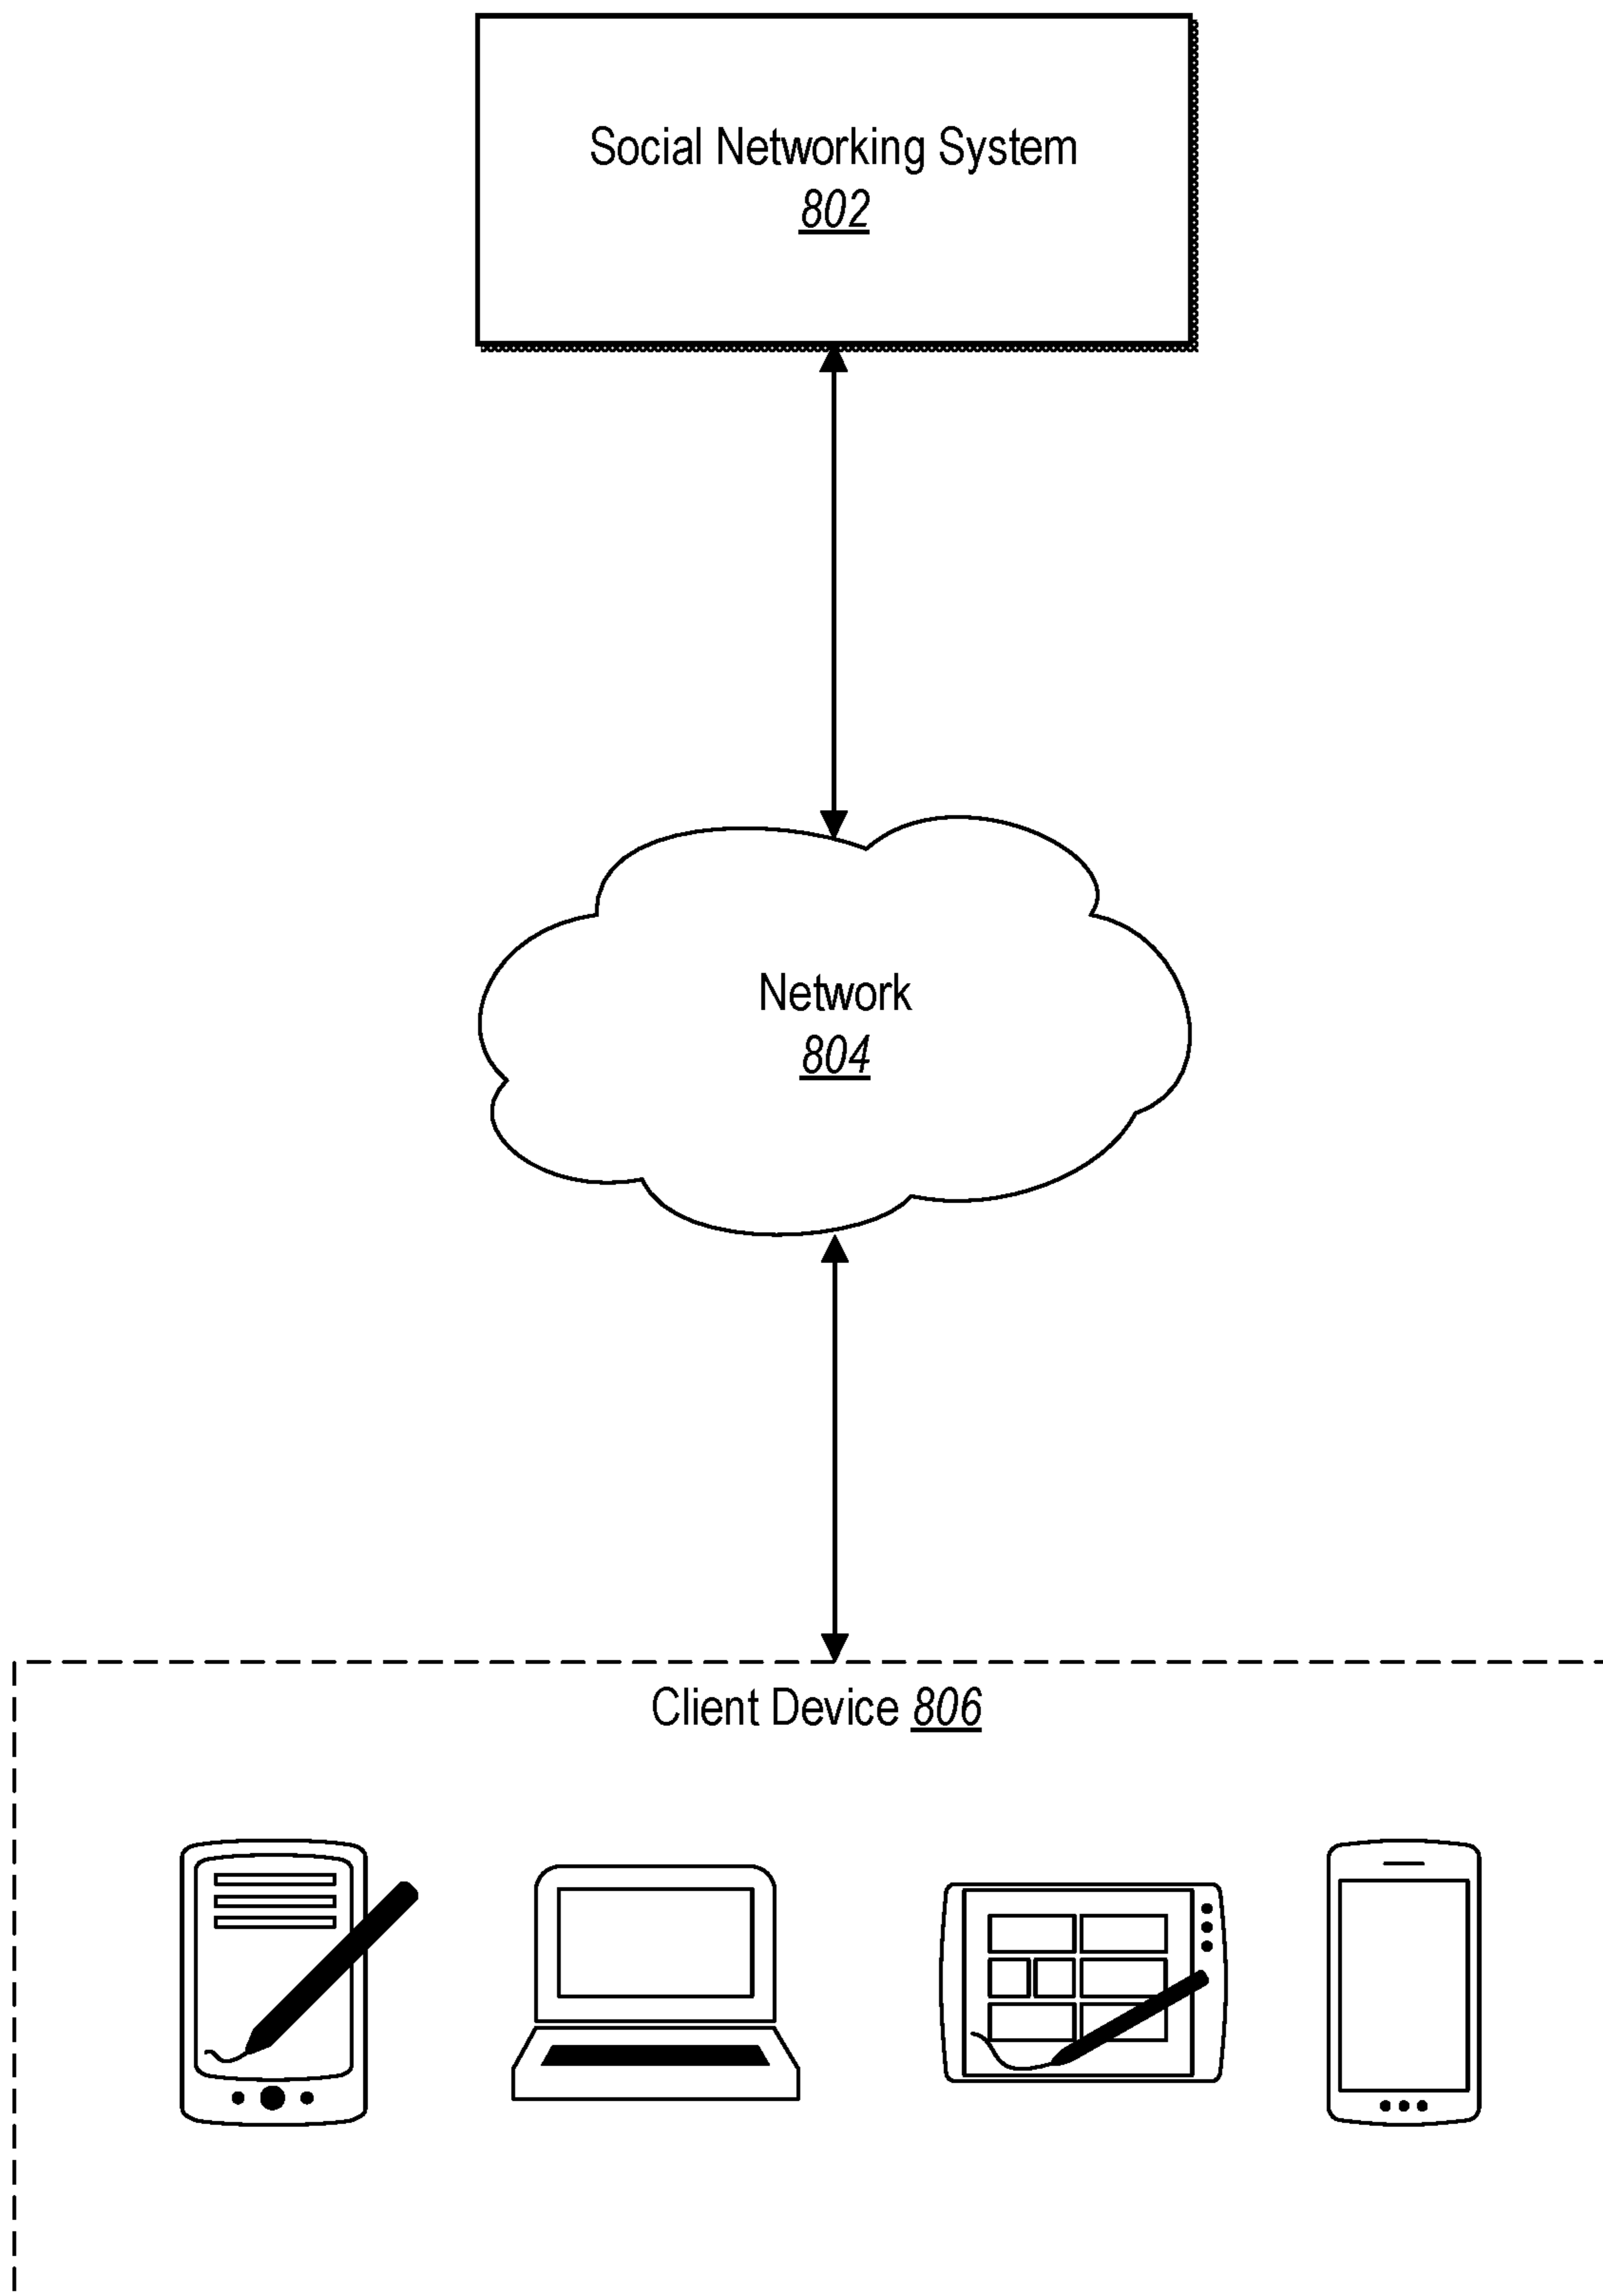 Social Networking System
802
Network
804
Client Device 806